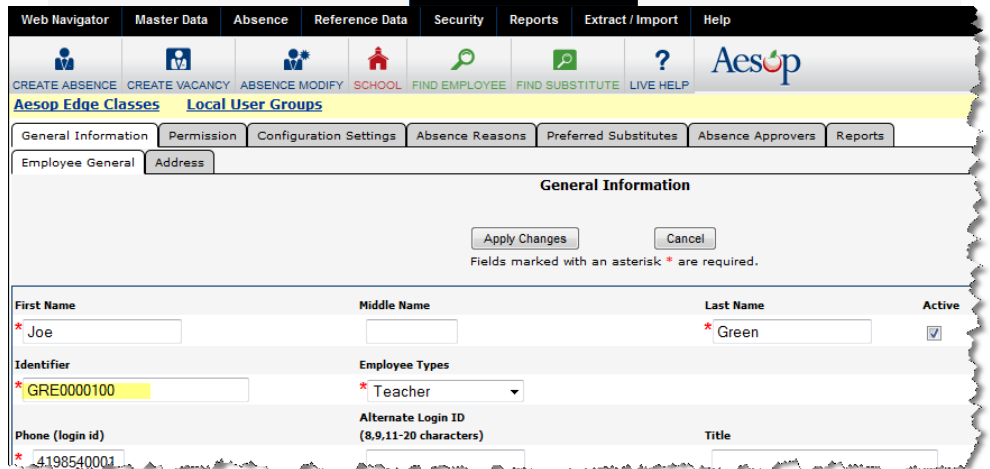 Web Navigator Master Data Absence Reference Data Security Reports Extract / Import Help
CREATE ABSENCE CREATE VACANCY ABSENCE MODIFY SCHOOL FIND EMPLOYEE FIND SUBSTITUTE ? LIVE HELP Aesop
Aesop Edge Classes Local User Groups
General Information Permission Configuration Settings Absence Reasons Preferred Substitutes Absence Approvers Reports
Employee General Address
General Information
Apply Changes Cancel
Fields marked with an asterisk * are required.
First Name Middle Name Last Name Active
* Joe * Green
Identifier Employee Types
* GRE0000100 * Teacher
Alternate Login ID
Phone (login id) (8,9,11-20 characters) Title
* 4198540001